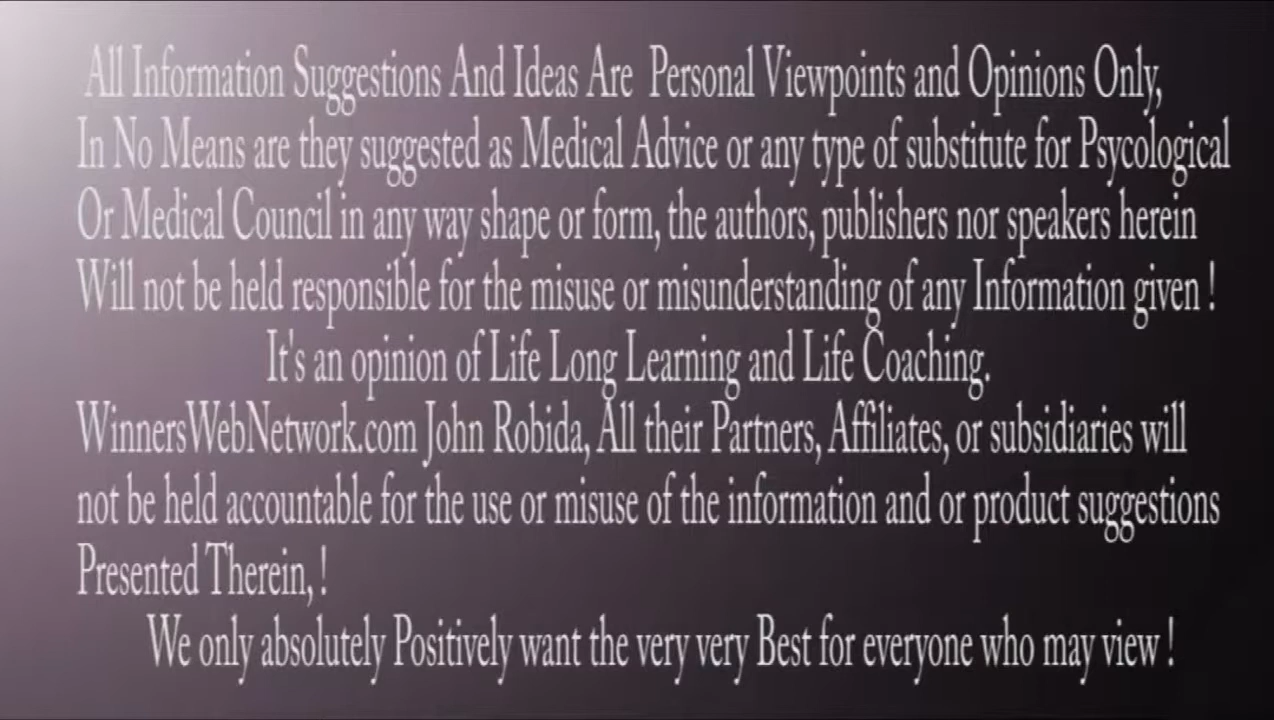 All Information Suggestions And Ideas Are Personal Viewpoints and Opinions Only,
In No Means are they suggested as Medical Advice or any type of substitute for Psycological
Or Medical Council in any way shape or form, the authors, publishers nor speakers herein
Will not be held responsible for the misuse or misunderstanding of any Information given !
It's an opinion of Life Long Learning and Life Coaching.
WinnersWebNetwork.com John Robida, All their Partners, Affiliates, or subsidiaries will
not be held accountable for the use or misuse of the information and or product suggestions
Presented Therein, !
We only absolutely Positively want the very very Best for everyone who may view !